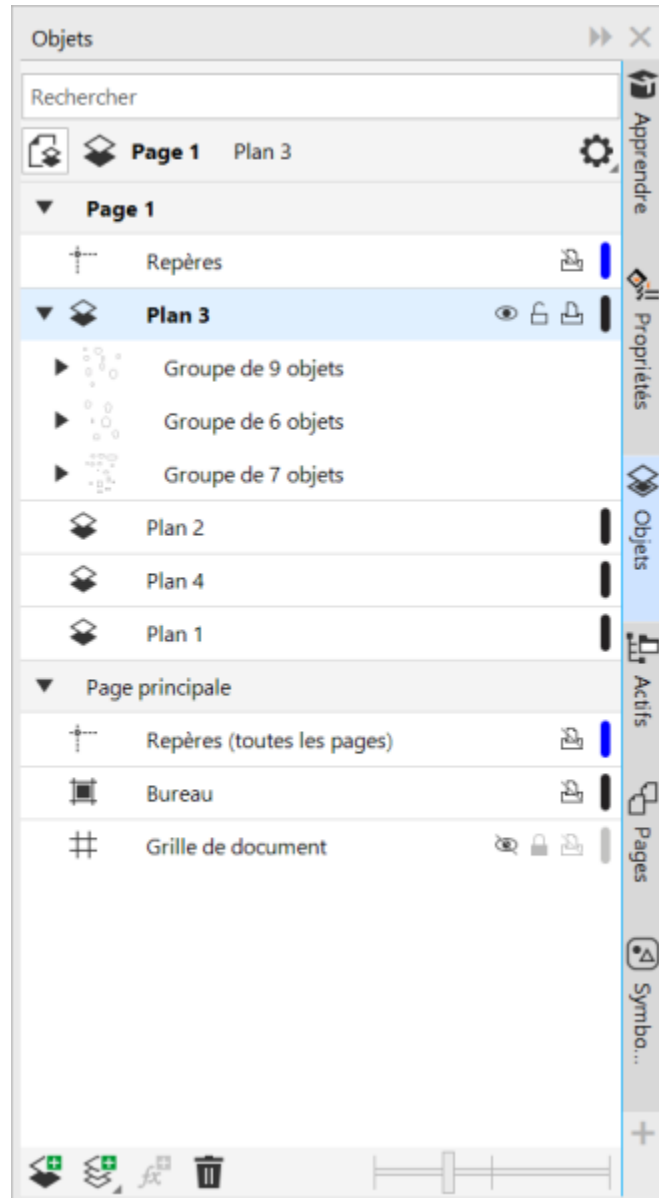 Objets
Rechercher
Page 1 Plan 3
Page 1
Repères
Plan 3
Groupe de 9 objets
Groupe de 6 objets
Groupe de 7 objets
Plan 2
Plan 4
Plan 1
Page principale
Repères (toutes les pages)
Bureau
Grille de document
fx
Apprendre
Propriétés
Objets
Actifs
Pages
Symbo...